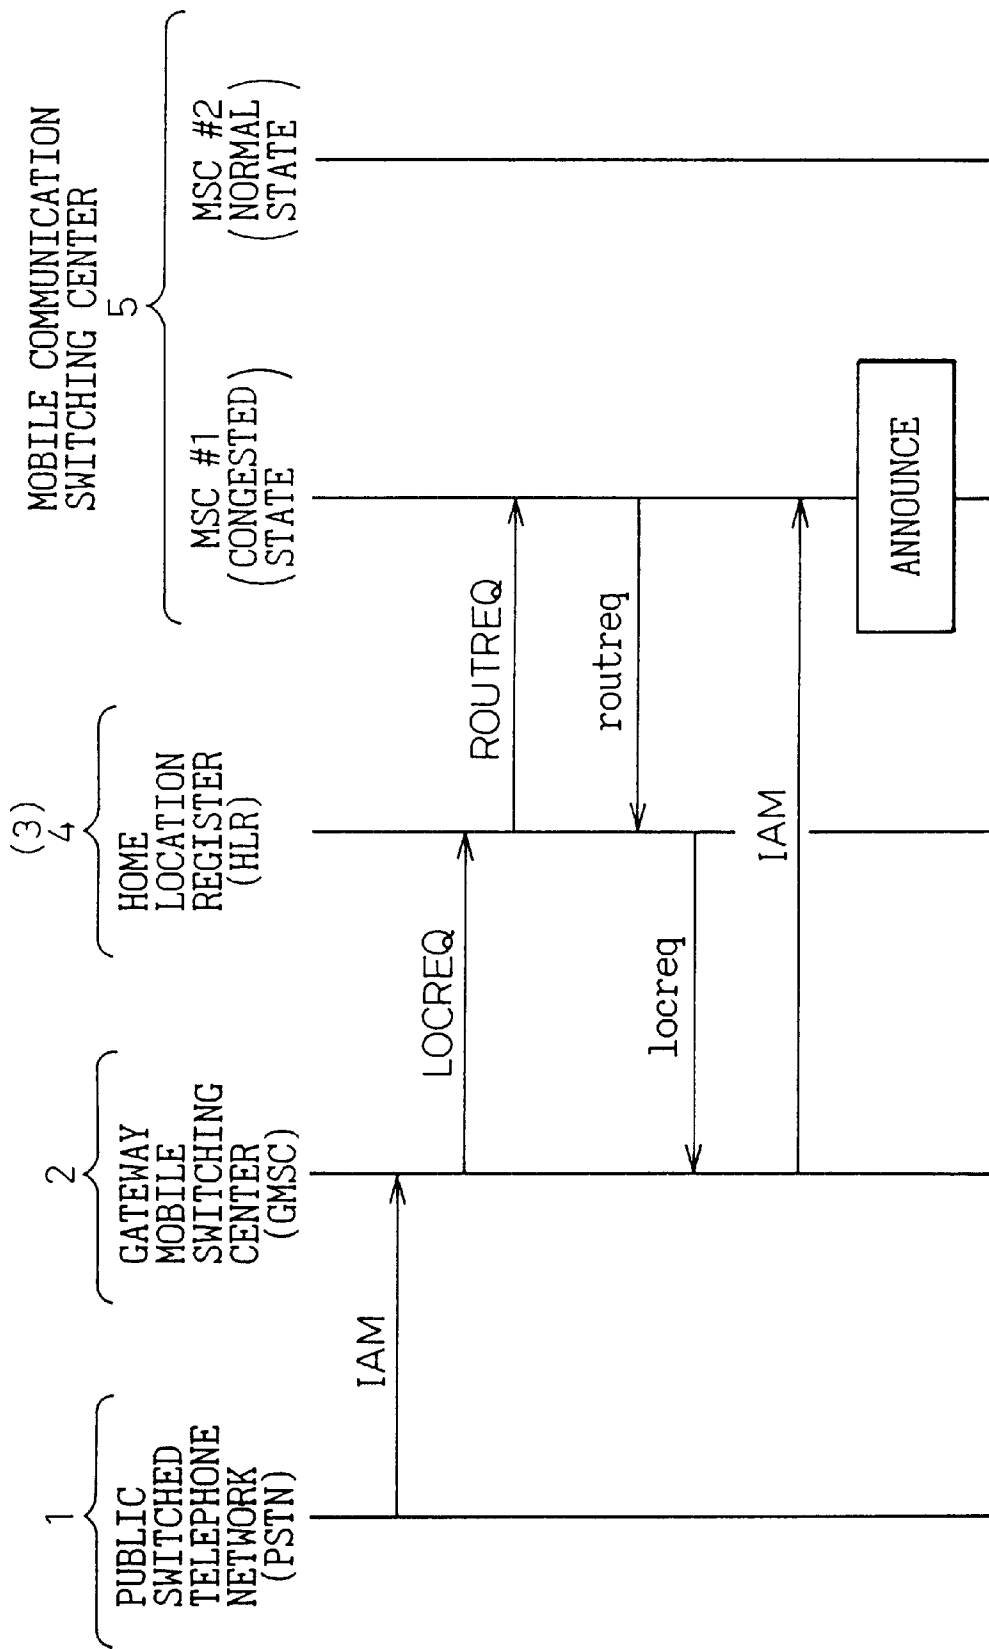 1
PUBLIC
SWITCHED
TELEPHONE
NETWORK
(PSTN)
2
GATEWAY
MOBILE
SWITCHING
CENTER
(GMSC)
(3)
4
HOME
LOCATION
REGISTER
(HLR)
MOBILE COMMUNICATION
SWITCHING CENTER
5
MSC #1
(CONGESTED)
(STATE)
MSC #2
(NORMAL)
(STATE)
IAM
LOCREQ
ROUTREQ
routreq
locreq
IAM
ANNOUNCE